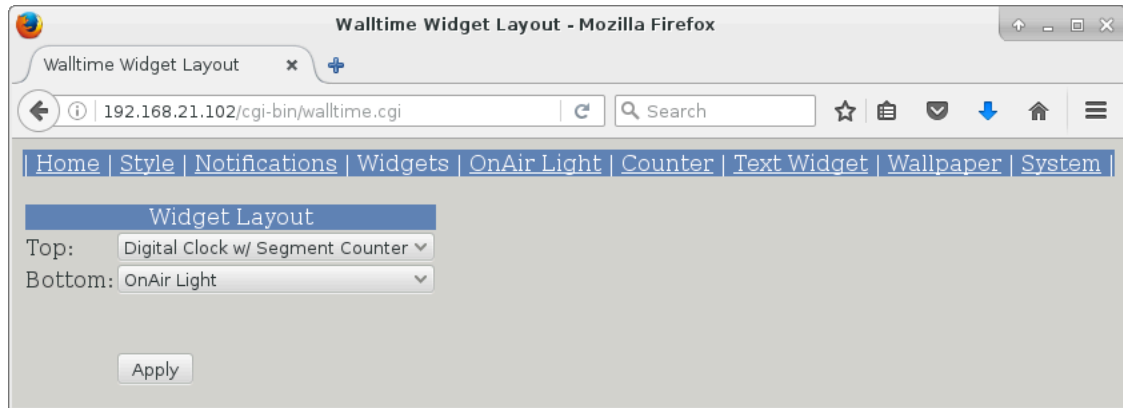 Walltime Widget Layout - Mozilla Firefox
Walltime Widget Layout
192.168.21.102/cgi-bin/walltime.cgi
Search
| Home | Style | Notifications | Widgets | OnAir Light | Counter | Text Widget | Wallpaper | System |
Widget Layout
Top: Digital Clock w/ Segment Counter
Bottom: OnAir Light
Apply